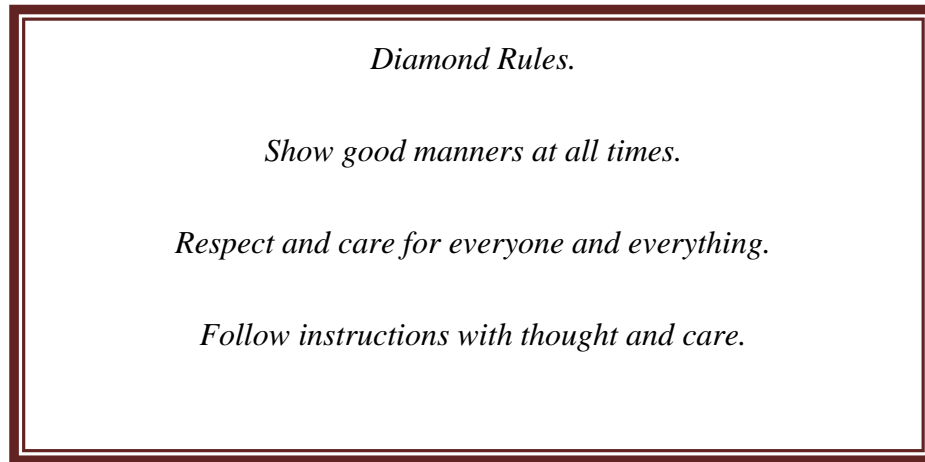 Diamond Rules.
Show good manners at all times.
Respect and care for everyone and everything.
Follow instructions with thought and care.